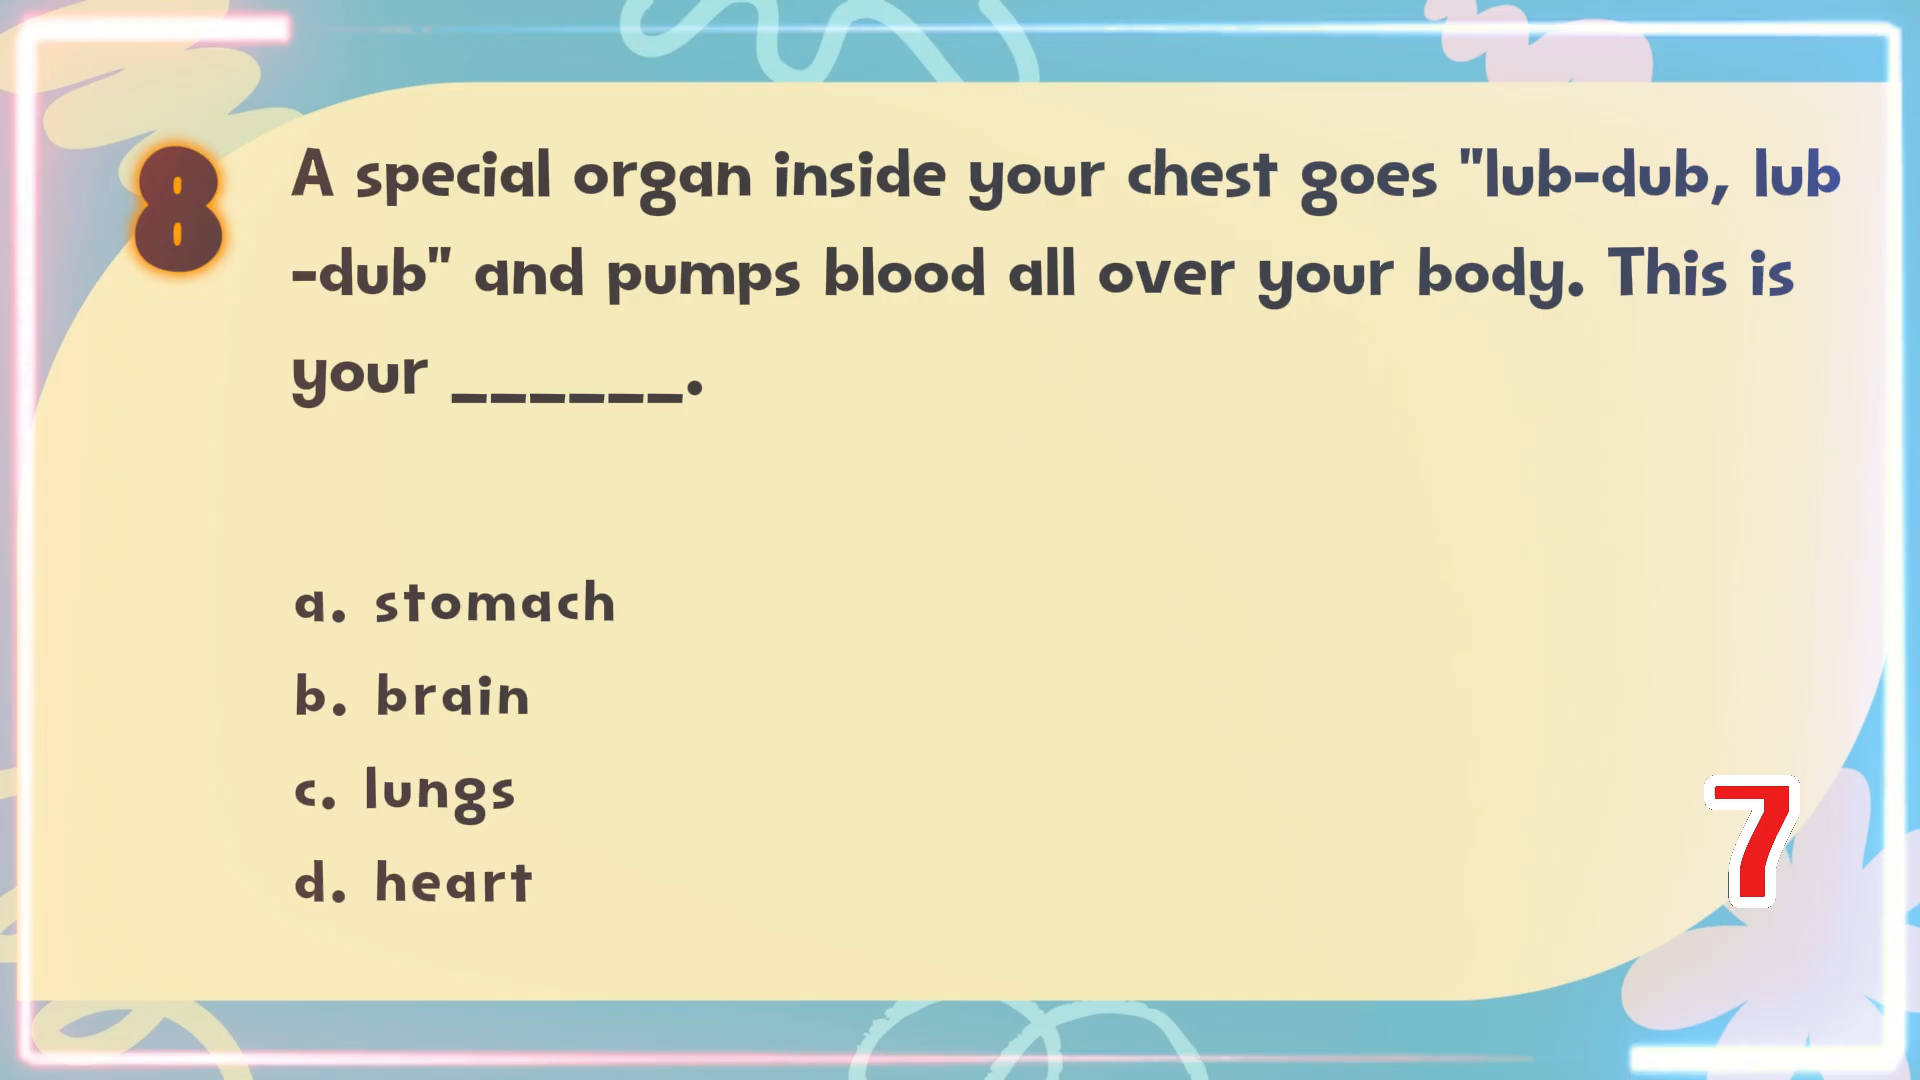 8
A special organ inside your chest goes "lub-dub, lub
-dub" and pumps blood all over your body. This is
your ______.
a. stomach
b. brain
c. lungs
d. heart
7